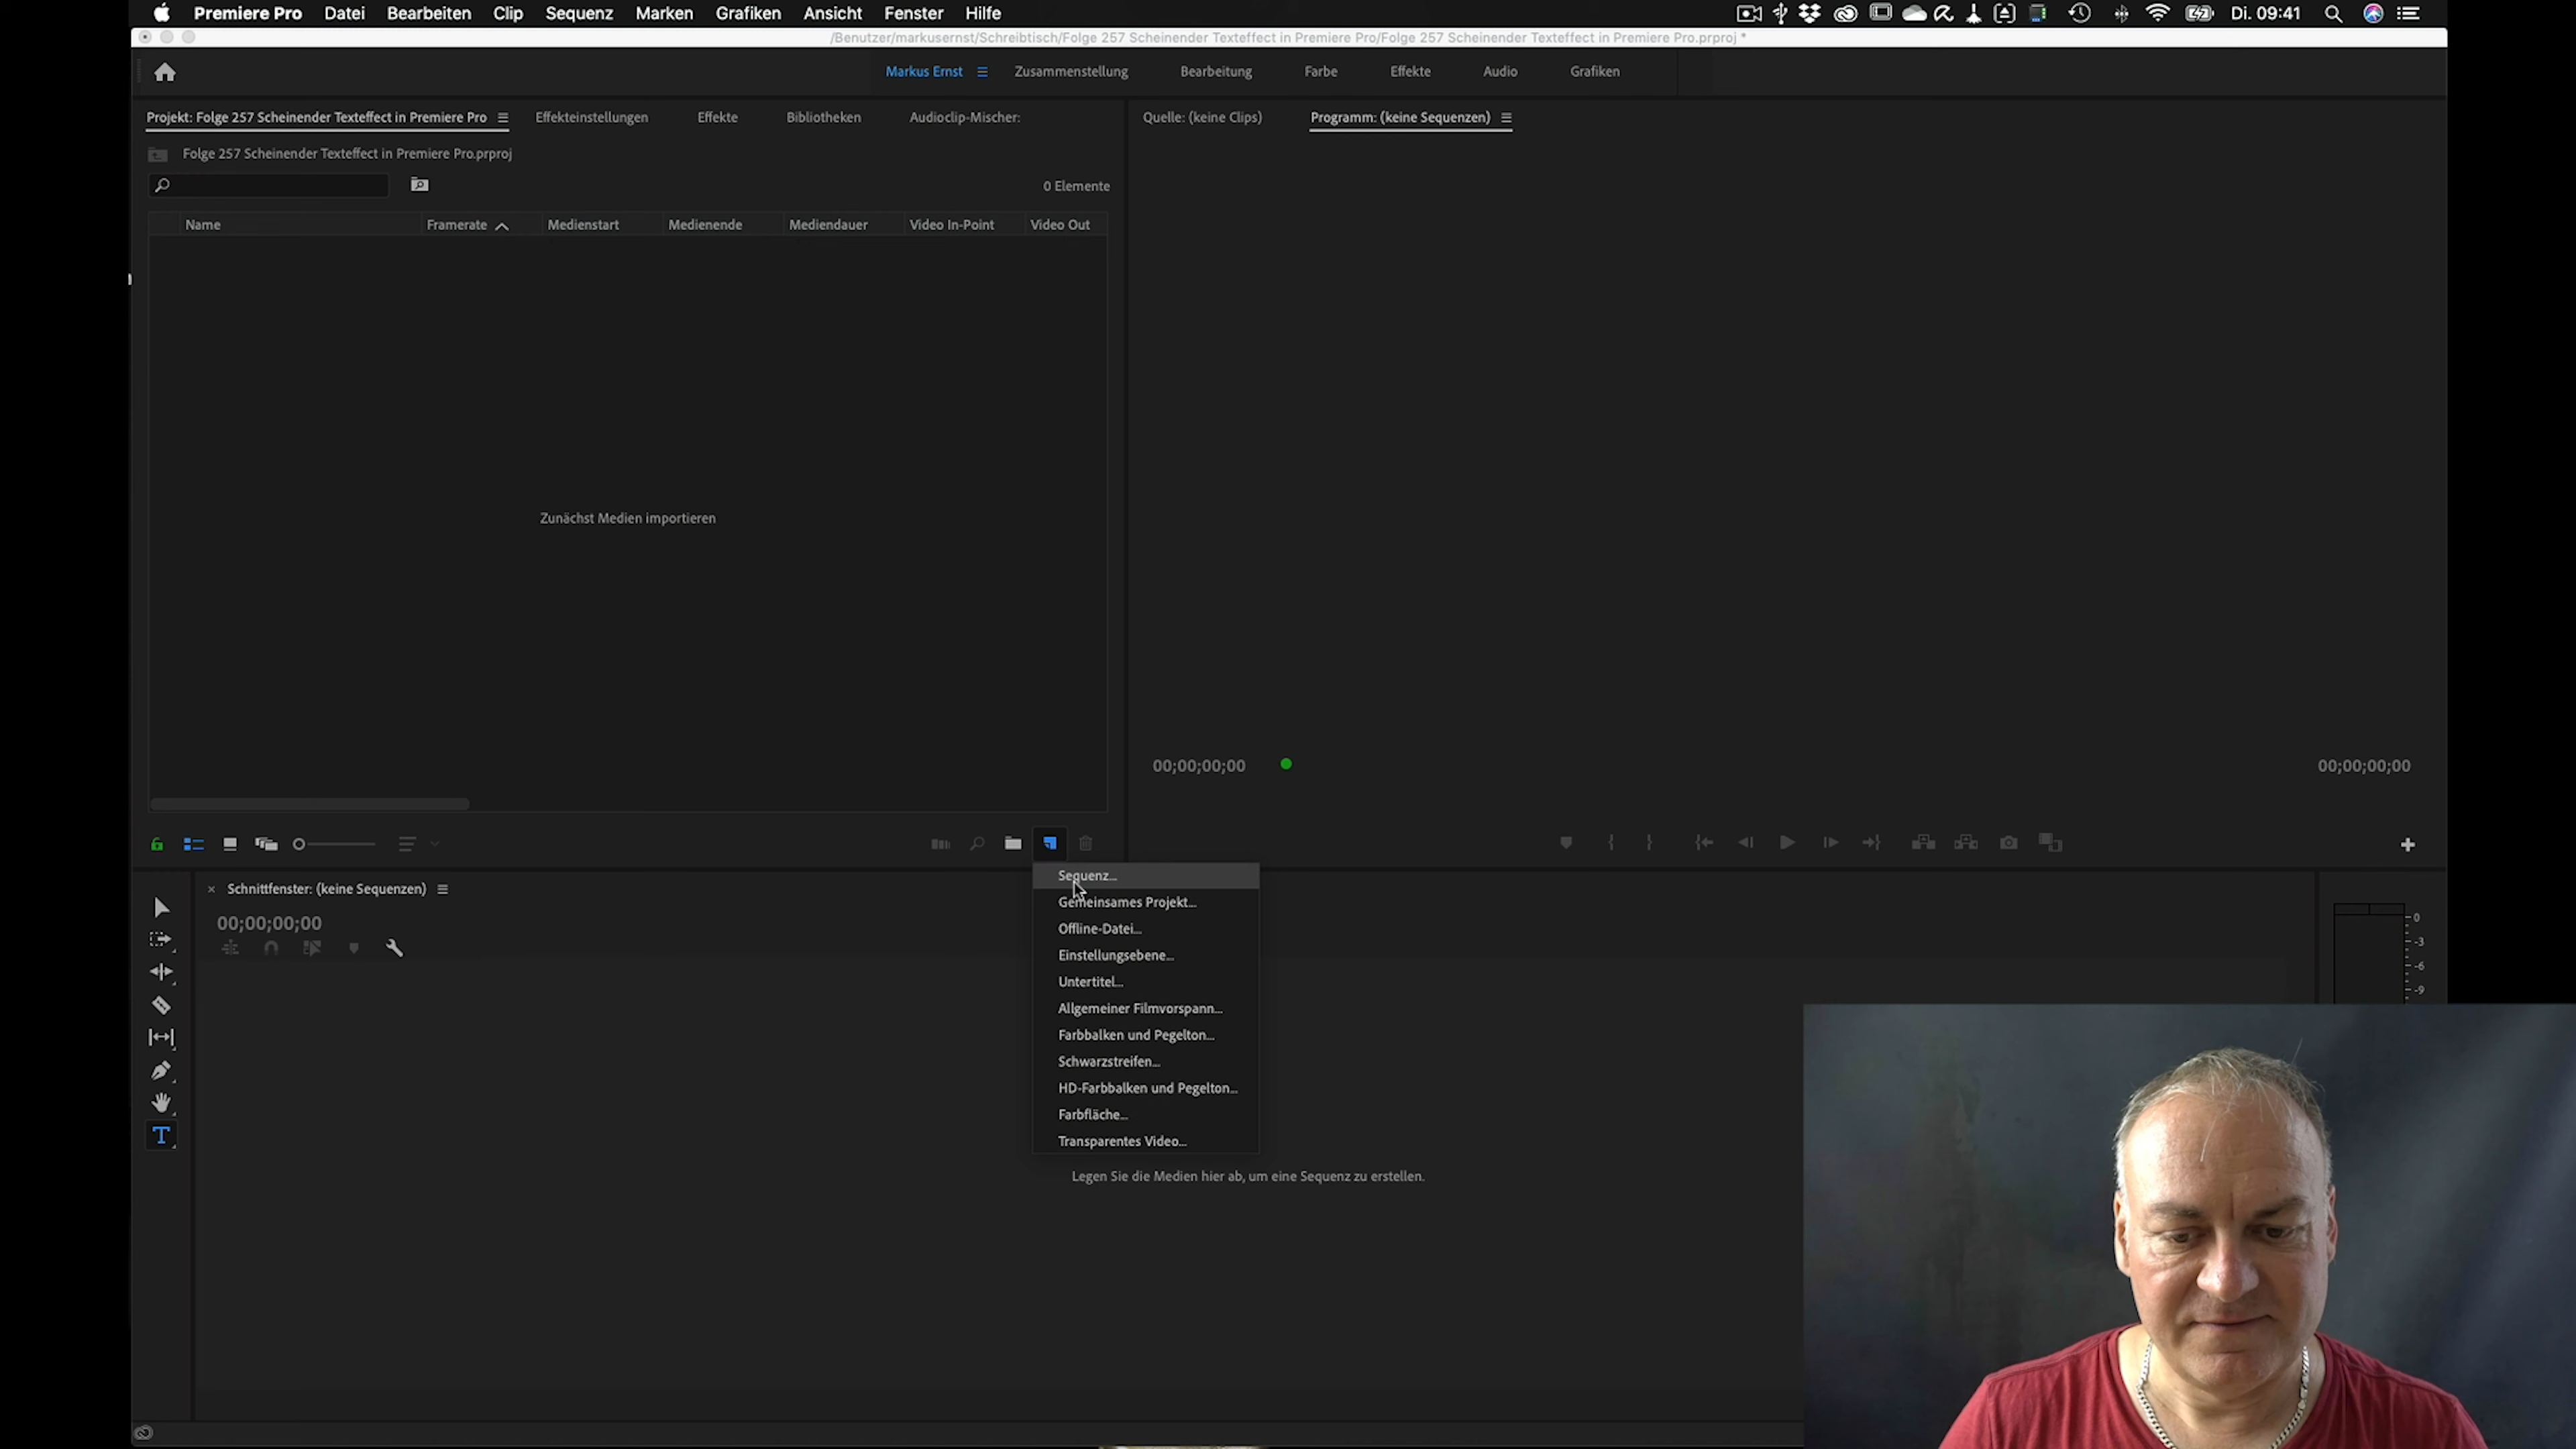 Premiere Pro Datei Bearbeiten Clip Sequenz Marken Grafiken Ansicht Fenster Hilfe Di. 09:41
/Benutzer/markusernst/Schreibtisch/Folge 257 Scheinender Texteffect in Premiere Pro/Folge 257 Scheinender Texteffect in Premiere Pro.prproj *
Markus Ernst Zusammenstellung Bearbeitung Farbe Effekte Audio Grafiken
Projekt: Folge 257 Scheinender Texteffect in Premiere Pro Effekteinstellungen Effekte Bibliotheken Audioclip-Mischer: Quelle: (keine Clips) Programm: (keine Sequenzen)
Folge 257 Scheinender Texteffect in Premiere Pro.prproj
0 Elemente
Name Framerate Medienstart Medienende Mediendauer Video In-Point Video Out
Zunächst Medien importieren
00;00;00;00 00;00;00;00
Schnittfenster: (keine Sequenzen)
00;00;00;00
Sequenz...
Gemeinsames Projekt...
Offline-Datei...
Einstellungsebene...
Untertitel...
Allgemeiner Filmvorspann...
Farbbalken und Pegelton...
Schwarzstreifen...
HD-Farbbalken und Pegelton...
Farbfläche...
Transparentes Video...
Legen Sie die Medien hier ab, um eine Sequenz zu erstellen.
0
-3
-6
-9